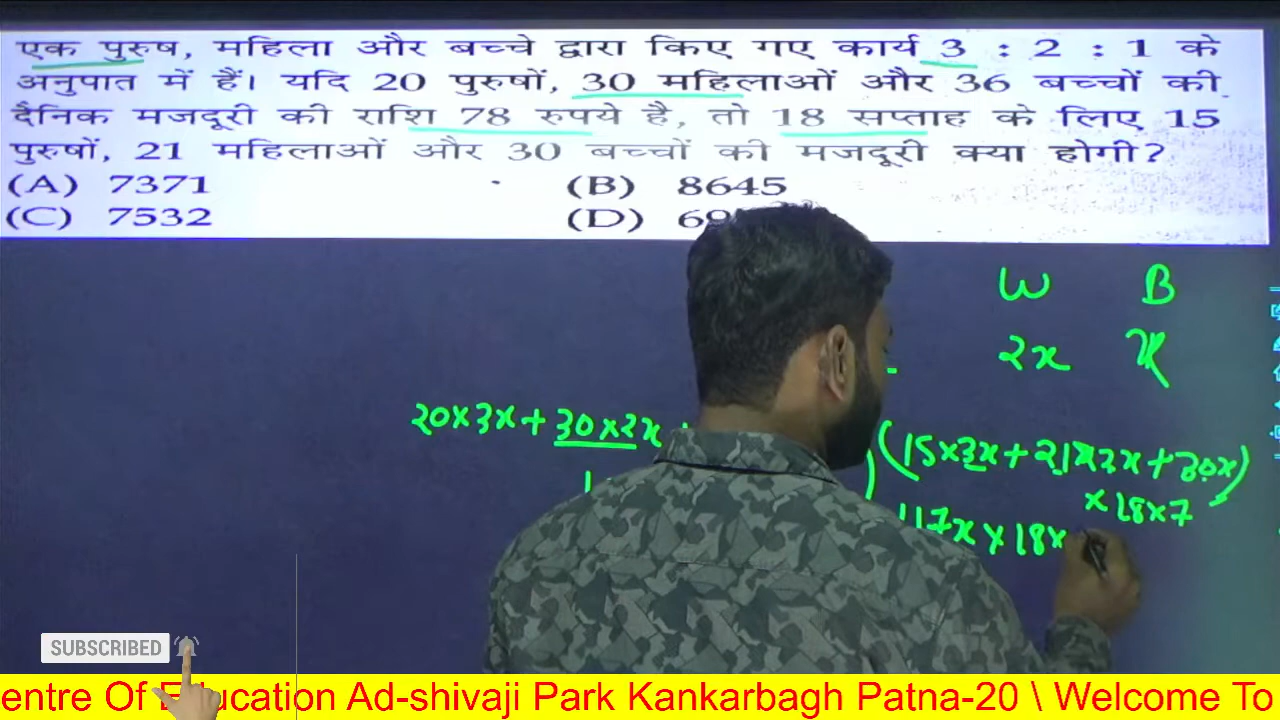 एक पुरुष, महिला और बच्चे द्वारा किए गए कार्य 3 : 2 : 1 के
अनुपात में हैं। यदि 20 पुरुषों, 30 महिलाओं और 36 बच्चों की
दैनिक मजदूरी की राशि 78 रुपये है, तो 18 सप्ताह के लिए 15
पुरुषों, 21 महिलाओं और 30 बच्चों की मजदूरी क्या होगी?
(A) 7371 (B) 8645
(C) 7532 (D)
W B
2x x
20×3x+30×2x (15×3x+21×2x+30x)
×18×7
117x×18×
SUBSCRIBED
entre Of Education Ad-shivaji Park Kankarbagh Patna-20 \ Welcome To